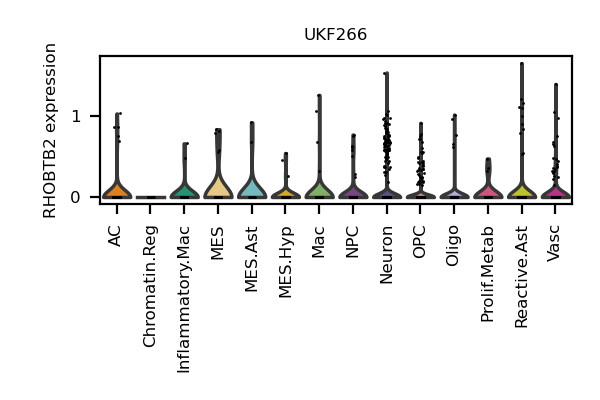 UKF266
RHOBTB2 expression
1
0
AC
Chromatin.Reg
Inflammatory.Mac
MES
MES.Ast
MES.Hyp
Mac
NPC
Neuron
OPC
Oligo
Prolif.Metab
Reactive.Ast
Vasc